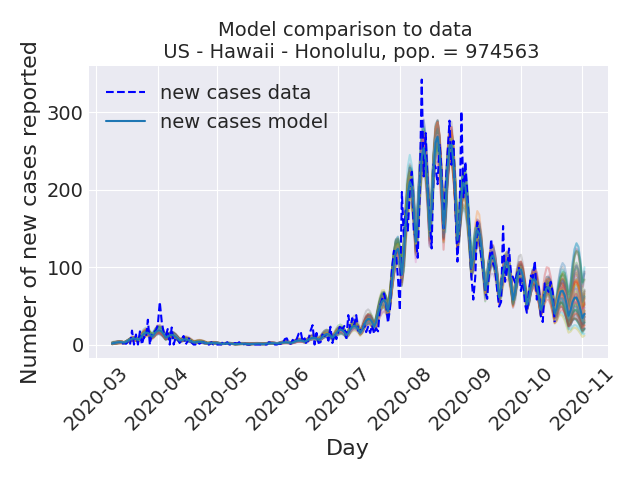 Model comparison to data
US - Hawaii - Honolulu, pop. = 974563
Number of new cases reported
300
200
100
0
new cases data
new cases model
2020-03
2020-04
2020-05
2020-06
2020-07
2020-08
2020-09
2020-10
2020-11
Day